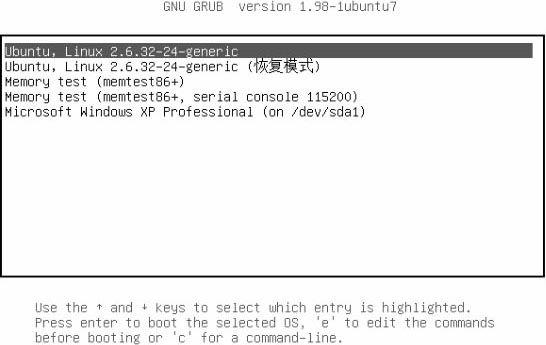 GNU GRUB  version 1.98-1ubuntu7
Ubuntu, Linux 2.6.32-24-generic
Ubuntu, Linux 2.6.32-24-generic (恢复模式)
Memory test (memtest86+)
Memory test (memtest86+, serial console 115200)
Microsoft Windows XP Professional (on /dev/sda1)
Use the ↑ and ↓ keys to select which entry is highlighted.
Press enter to boot the selected OS, 'e' to edit the commands
before booting or 'c' for a command-line.